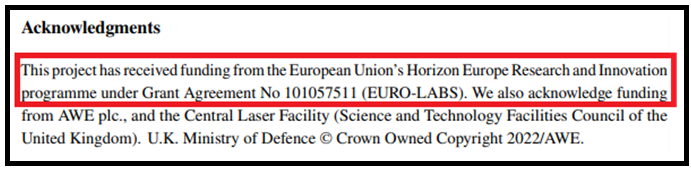 Acknowledgments
This project has received funding from the European Union's Horizon Europe Research and Innovation
programme under Grant Agreement No 101057511 (EURO-LABS). We also acknowledge funding
from AWE plc., and the Central Laser Facility (Science and Technology Facilities Council of the
United Kingdom). U.K. Ministry of Defence © Crown Owned Copyright 2022/AWE.